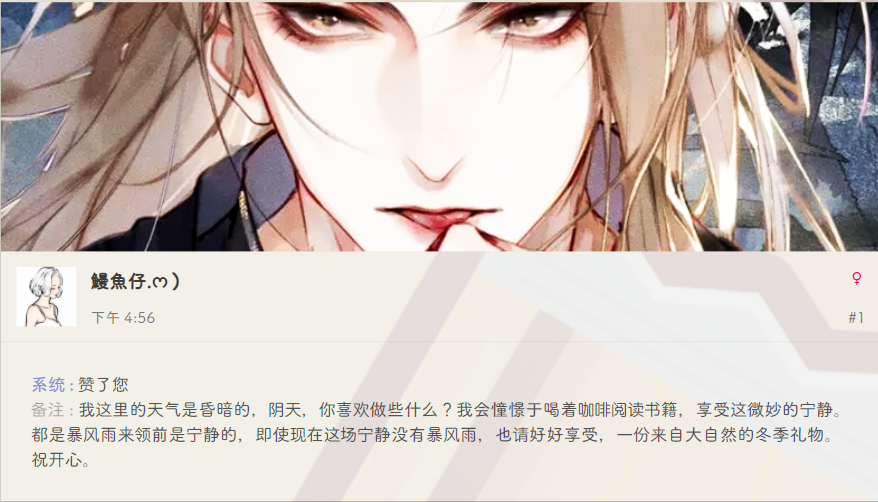 鰻魚仔.ෆ )
♀
下午 4:56
#1
系统 : 赞了您
备注 : 我这里的天气是昏暗的，阴天，你喜欢做些什么？我会憧憬于喝着咖啡阅读书籍，享受这微妙的宁静。
都是暴风雨来领前是宁静的，即使现在这场宁静没有暴风雨，也请好好享受，一份来自大自然的冬季礼物。
祝开心。